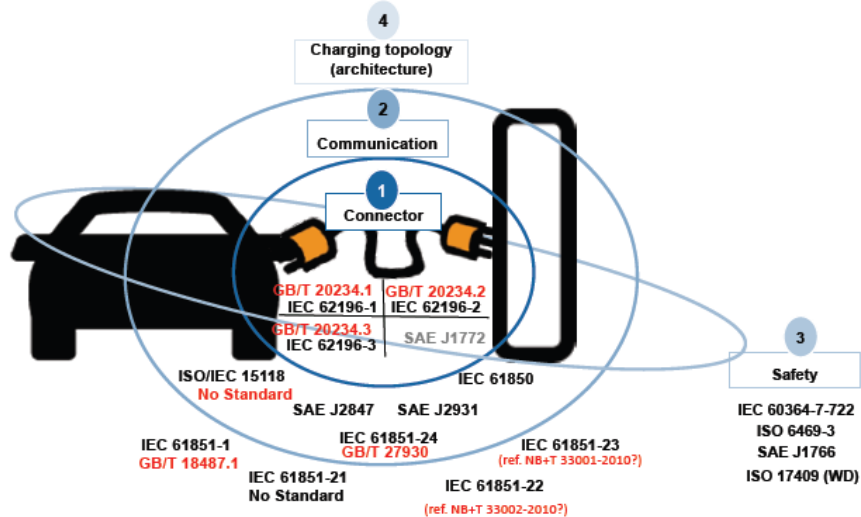 4
Charging topology
(architecture)
2
Communication
1
Connector
GB/T 20234.1
GB/T 20234.2
IEC 62196-1
IEC 62196-2
GB/T 20234.3
SAE J1772
IEC 62196-3
3
Safety
ISO/IEC 15118
No Standard
IEC 61850
SAE J2847
SAE J2931
IEC 60364-7-722
ISO 6469-3
SAE J1766
ISO 17409 (WD)
IEC 61851-1
GB/T 18487.1
IEC 61851-24
GB/T 27930
IEC 61851-23
(ref. NB+T 33001-2010?)
IEC 61851-21
No Standard
IEC 61851-22
(ref. NB+T 33002-2010?)